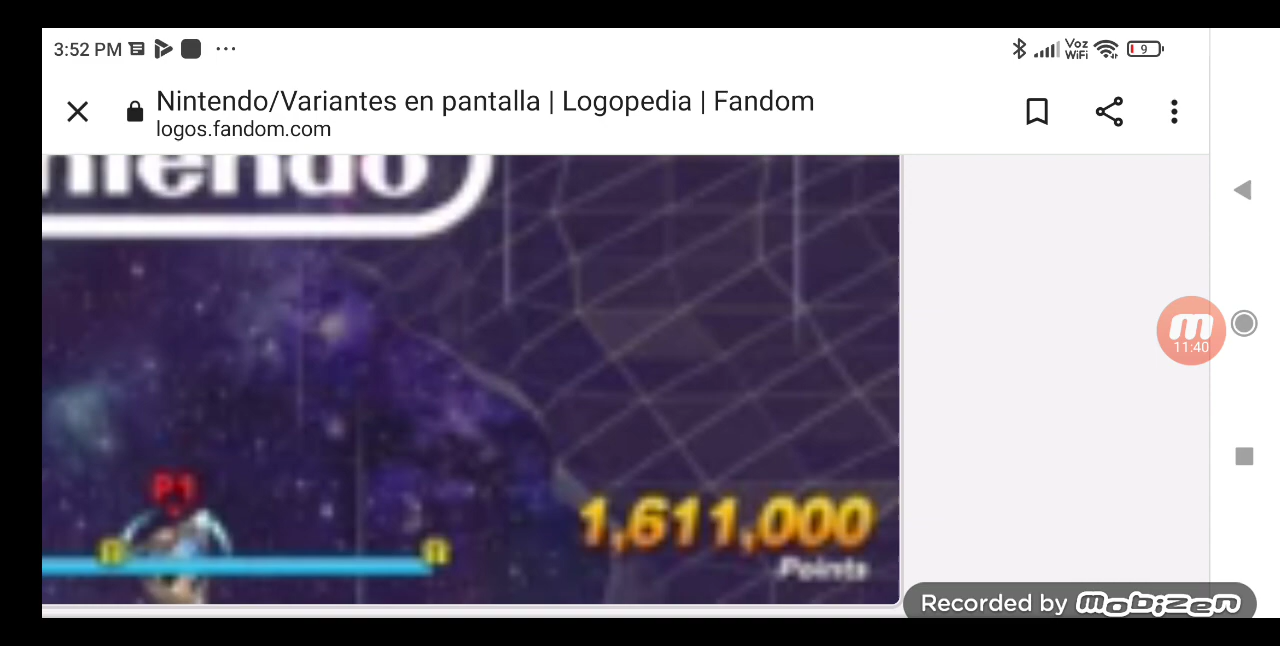 3:52 PM
Voz
WiFi
9
Nintendo/Variantes en pantalla | Logopedia | Fandom
logos.fandom.com
ntendo
11:40
P1
1,611,000
Points
Recorded by mobizen